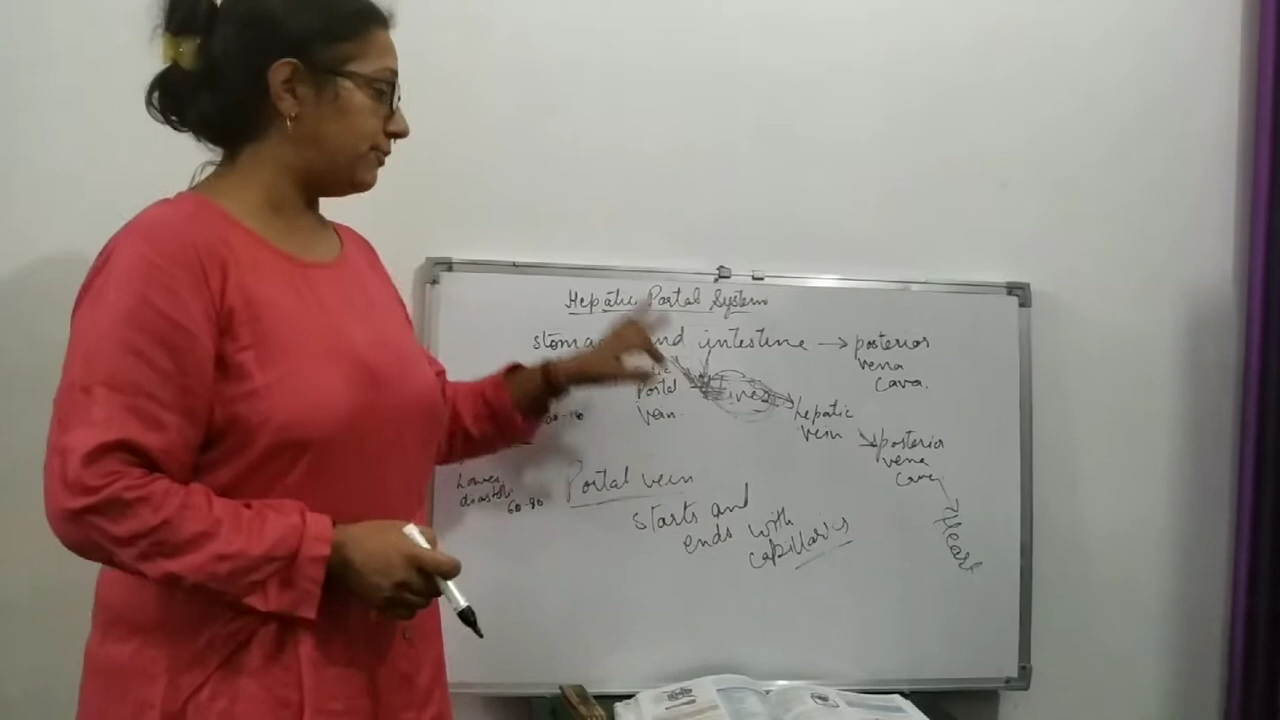 Hepatic Portal System
stomac and intestine → posterior
vena
cava.
Portal
vein.
liver
hepatic
vein
posterior
vena
cava
Heart
Lower
diastolic
60-80
Portal vein
starts and
ends with
capillaries